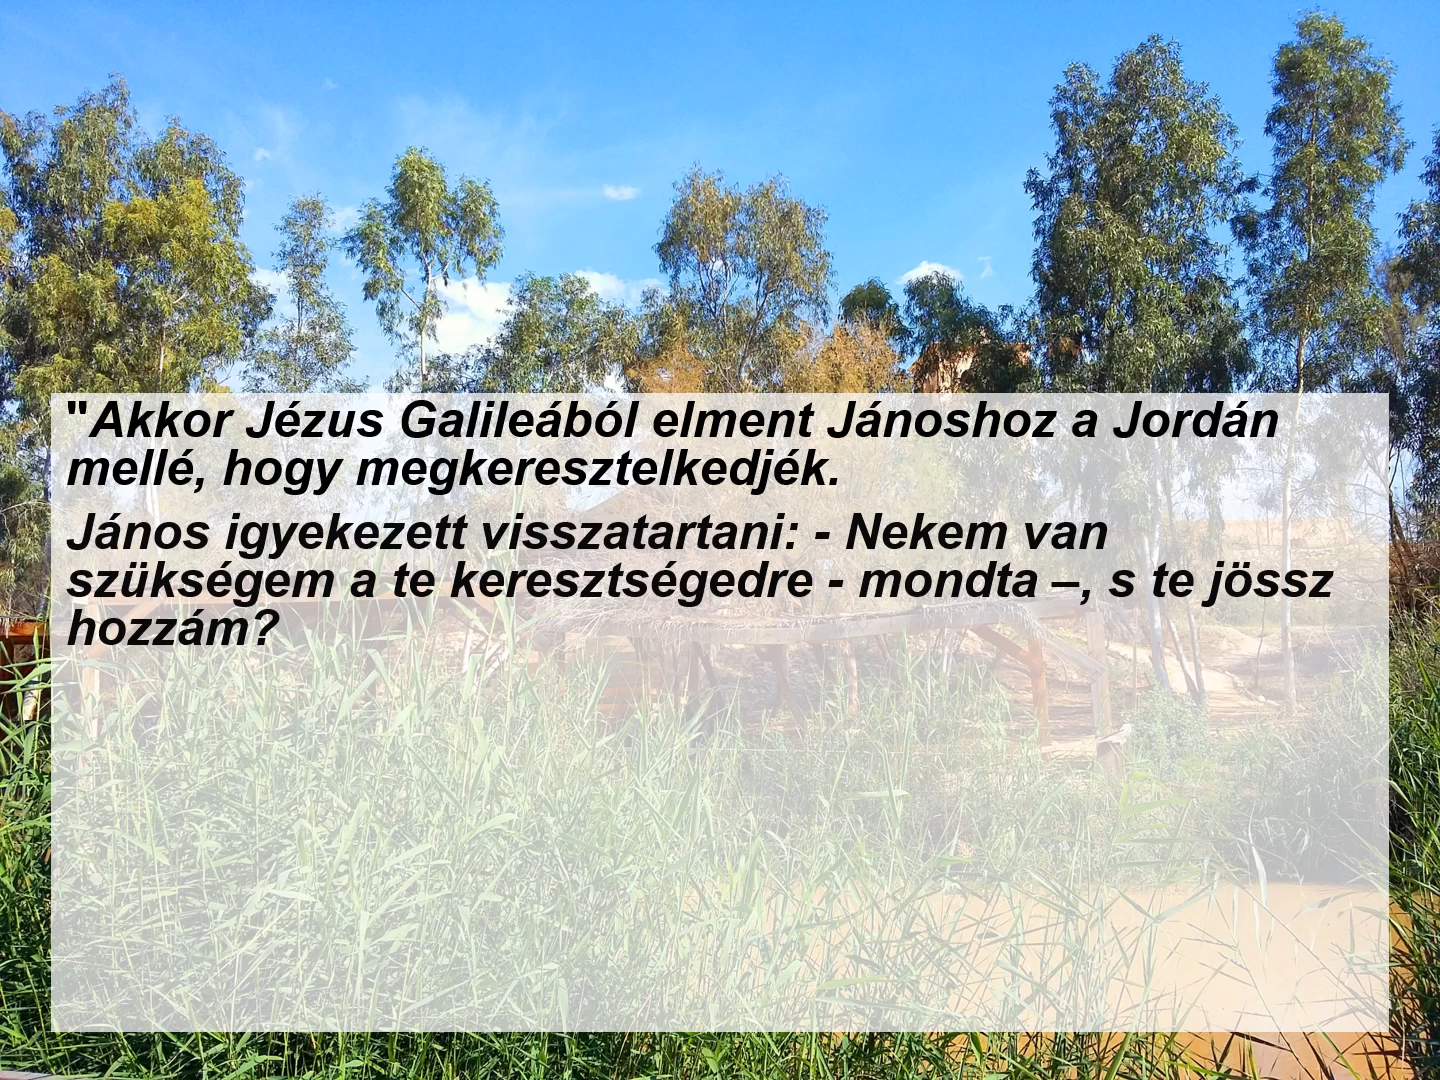 "Akkor Jézus Galileából elment Jánoshoz a Jordán
mellé, hogy megkeresztelkedjék.
János igyekezett visszatartani: - Nekem van
szükségem a te keresztségedre - mondta –, s te jössz
hozzám?